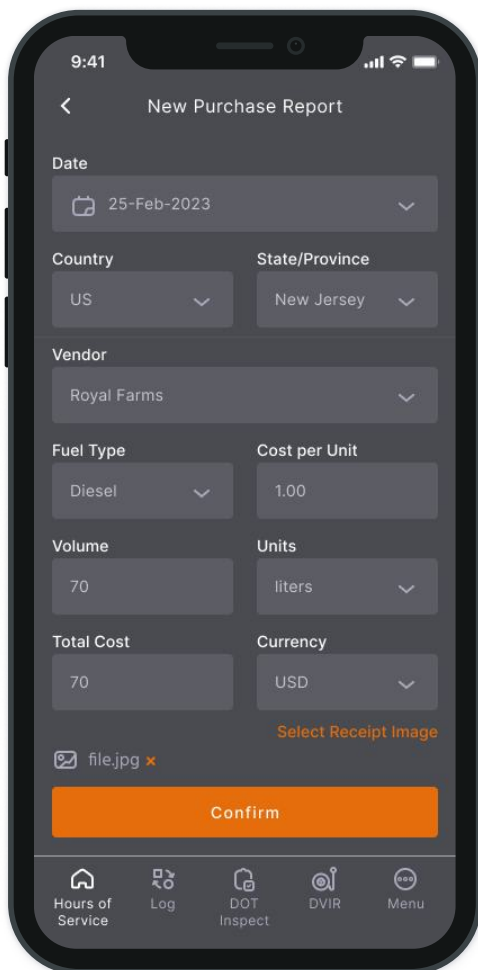 9:41
New Purchase Report
Date
25-Feb-2023
Country State/Province
US New Jersey
Vendor
Royal Farms
Fuel Type Cost per Unit
Diesel 1.00
Volume Units
70 liters
Total Cost Currency
70 USD
Select Receipt Image
file.jpg ×
Confirm
Hours of Service
Log
DOT Inspect
DVIR
Menu